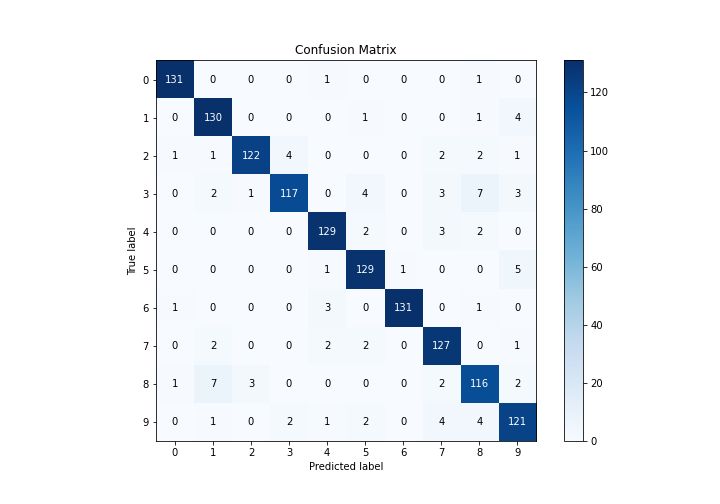 Confusion Matrix
0 131 0 0 0 1 0 0 0 1 0
1 0 130 0 0 0 1 0 0 1 4
2 1 1 122 4 0 0 0 2 2 1
3 0 2 1 117 0 4 0 3 7 3
4 0 0 0 0 129 2 0 3 2 0
5 0 0 0 0 1 129 1 0 0 5
6 1 0 0 0 3 0 131 0 1 0
7 0 2 0 0 2 2 0 127 0 1
8 1 7 3 0 0 0 0 2 116 2
9 0 1 0 2 1 2 0 4 4 121
0 1 2 3 4 5 6 7 8 9
True label
Predicted label
120
100
80
60
40
20
0